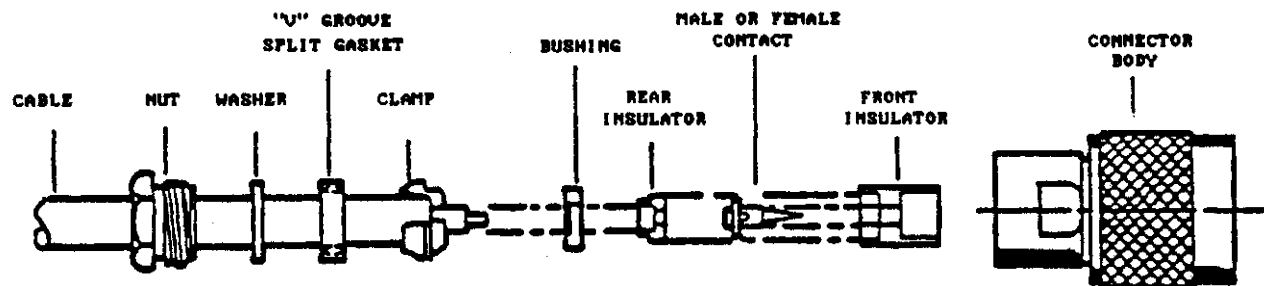 "V" GROOVE
SPLIT GASKET
MALE OR FEMALE
CONTACT
BUSHING
CONNECTOR
BODY
CABLE
NUT
WASHER
CLAMP
REAR
INSULATOR
FRONT
INSULATOR